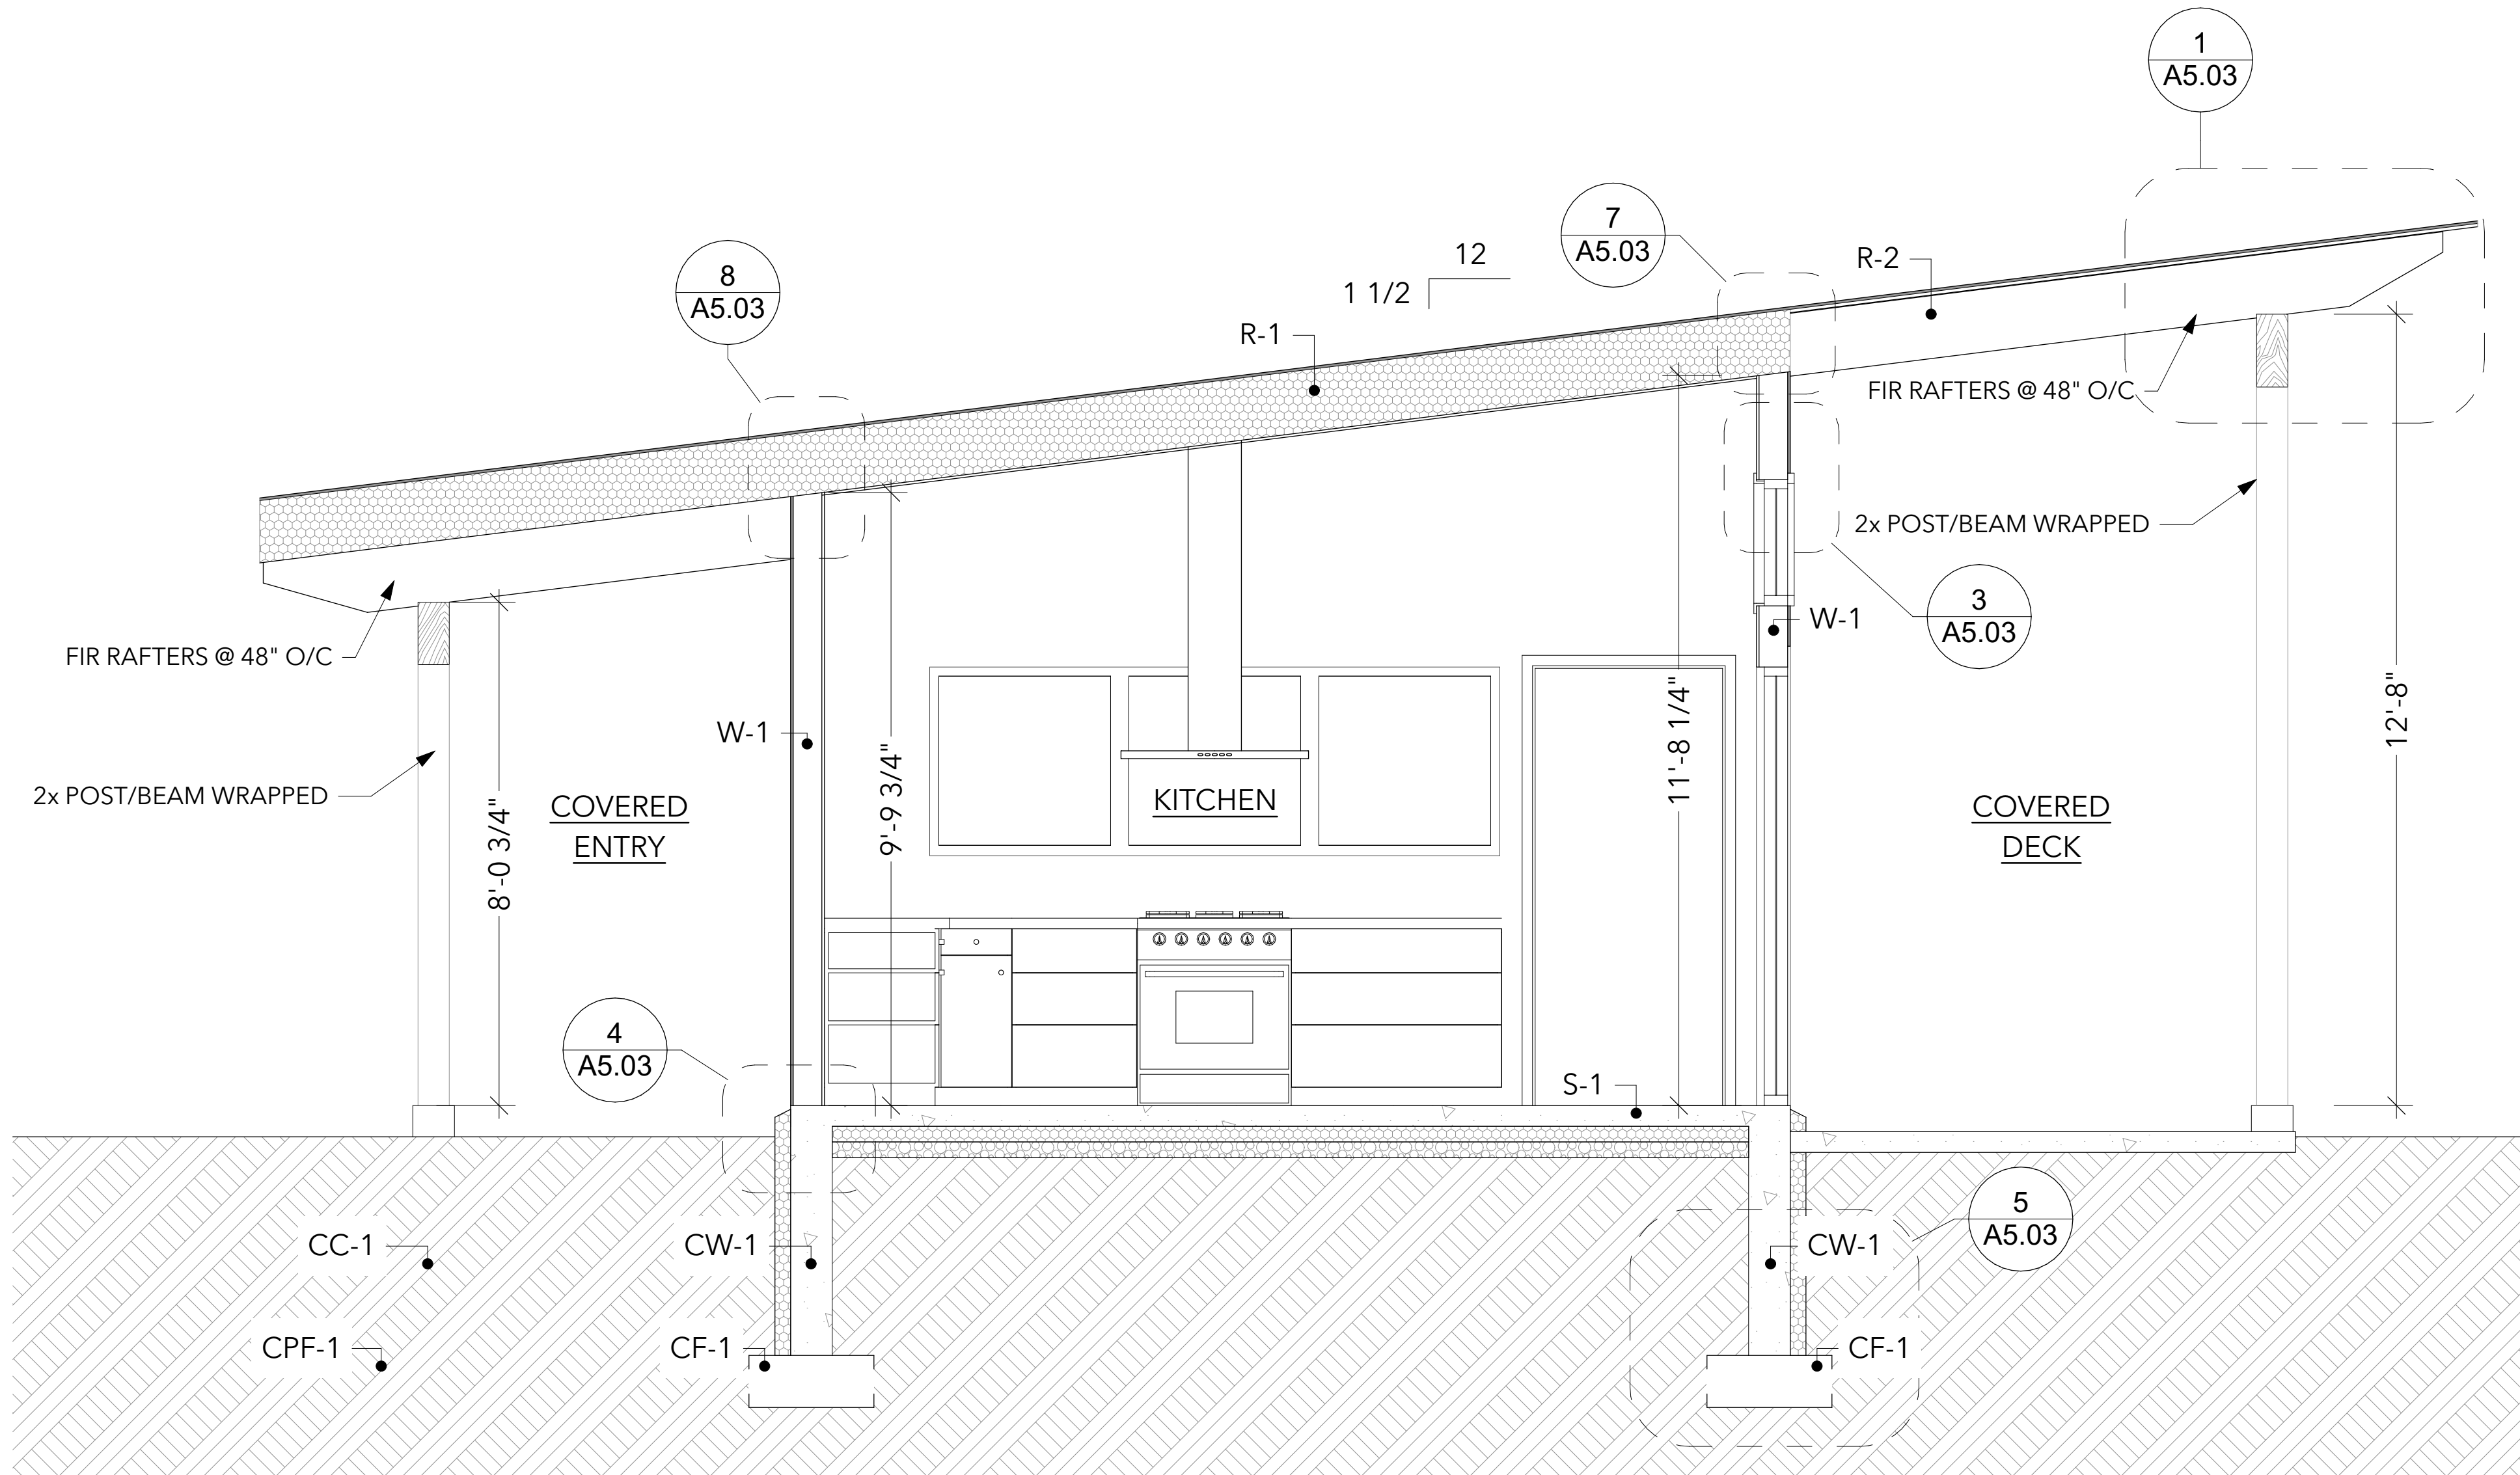 1
A5.03
7
A5.03
12
1 1/2
R-2
8
A5.03
R-1
FIR RAFTERS @ 48" O/C
2x POST/BEAM WRAPPED
3
A5.03
W-1
FIR RAFTERS @ 48" O/C
W-1
2x POST/BEAM WRAPPED
8'-0 3/4"
COVERED
ENTRY
9'-9 3/4"
KITCHEN
11'-8 1/4"
COVERED
DECK
12'-8"
4
A5.03
S-1
5
A5.03
CC-1
CW-1
CW-1
CPF-1
CF-1
CF-1